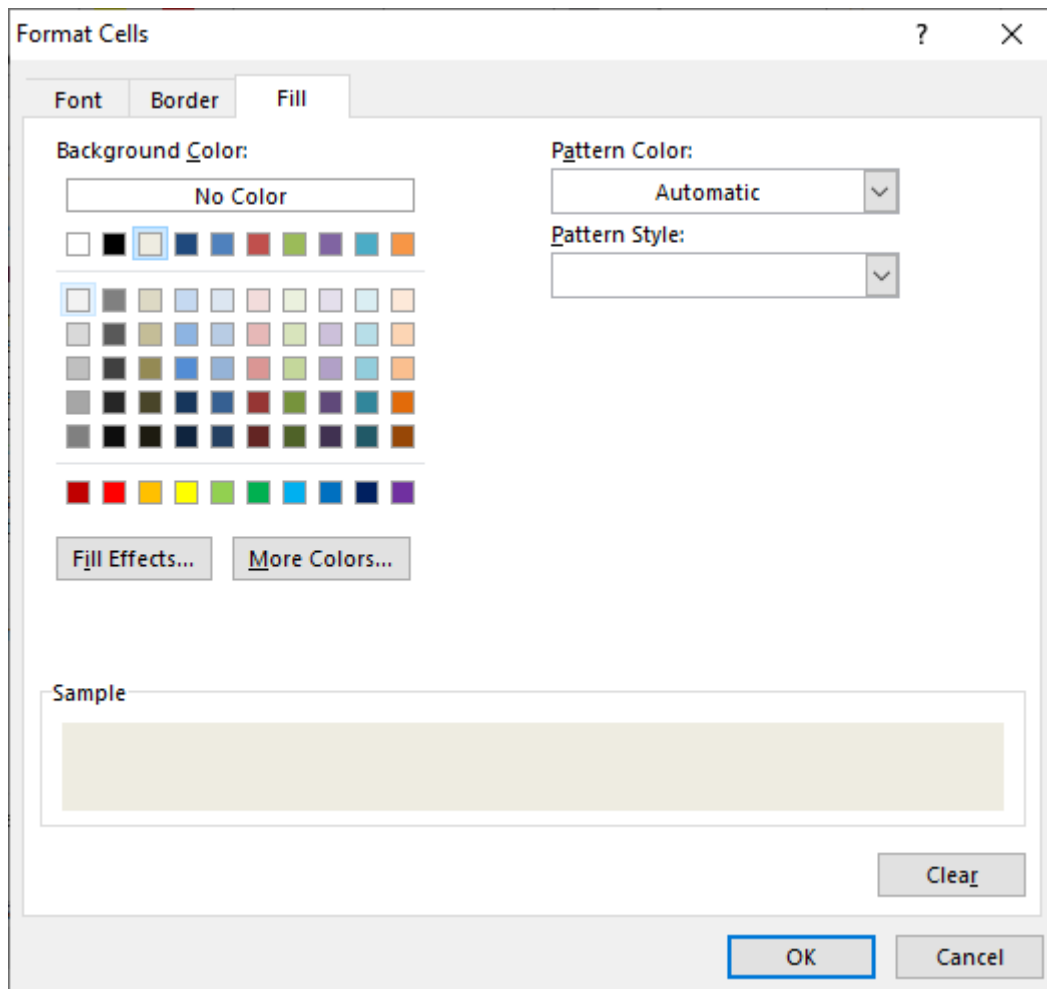 Format Cells ?
Font Border Fill
Background Color:
No Color
Pattern Color:
Automatic
Pattern Style:
Fill Effects... More Colors...
Sample
Clear
OK Cancel